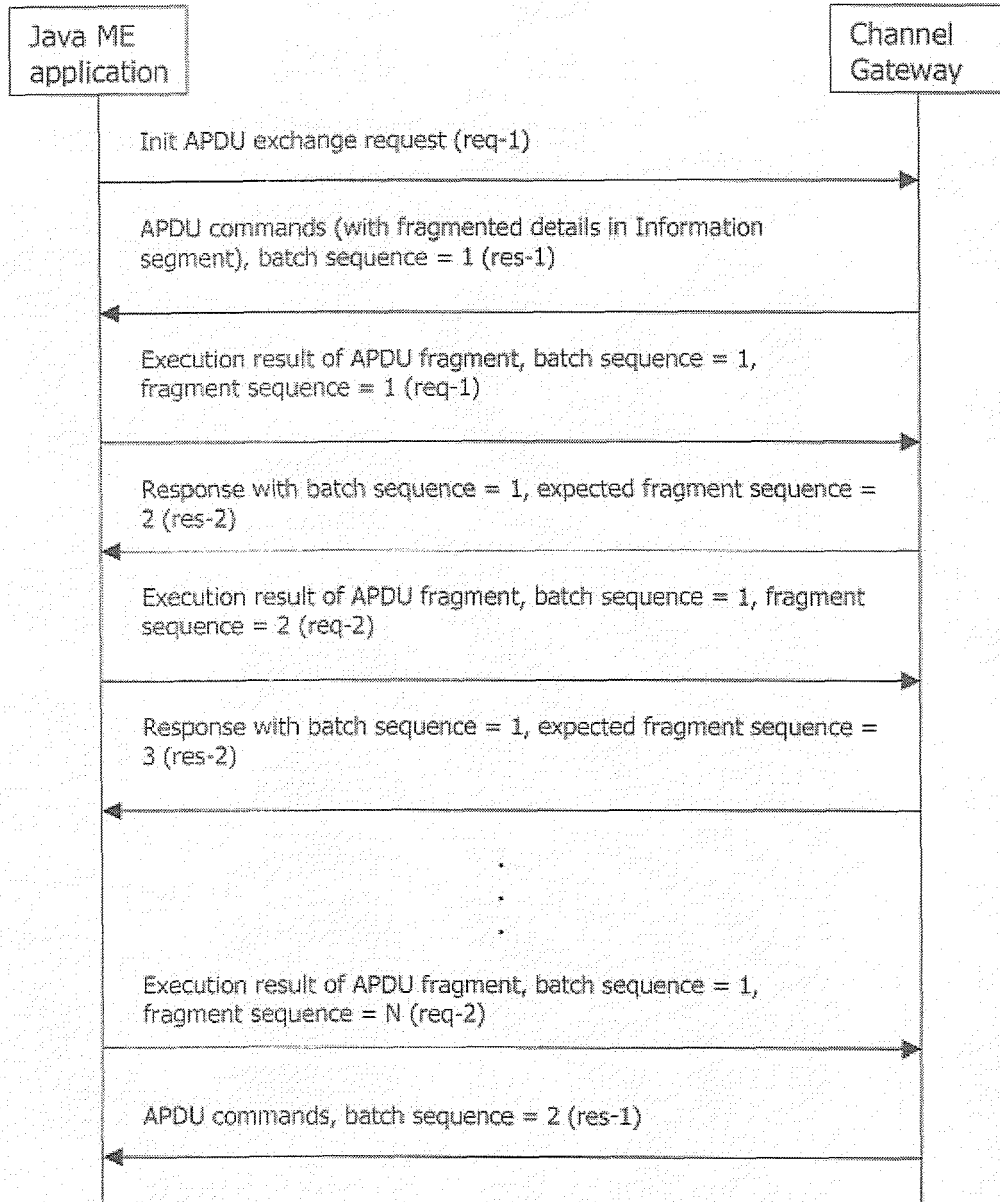 Java ME
application
Channel
Gateway
Init APDU exchange request (req-1)
APDU commands (with fragmented details in Information
segment), batch sequence = 1 (res-1)
Execution result of APDU fragment, batch sequence = 1,
fragment sequence = 1 (req-1)
Response with batch sequence = 1, expected fragment sequence =
2 (res-2)
Execution result of APDU fragment, batch sequence = 1, fragment
sequence = 2 (req-2)
Response with batch sequence = 1, expected fragment sequence =
3 (res-2)
.
.
.
Execution result of APDU fragment, batch sequence = 1,
fragment sequence = N (req-2)
APDU commands, batch sequence = 2 (res-1)